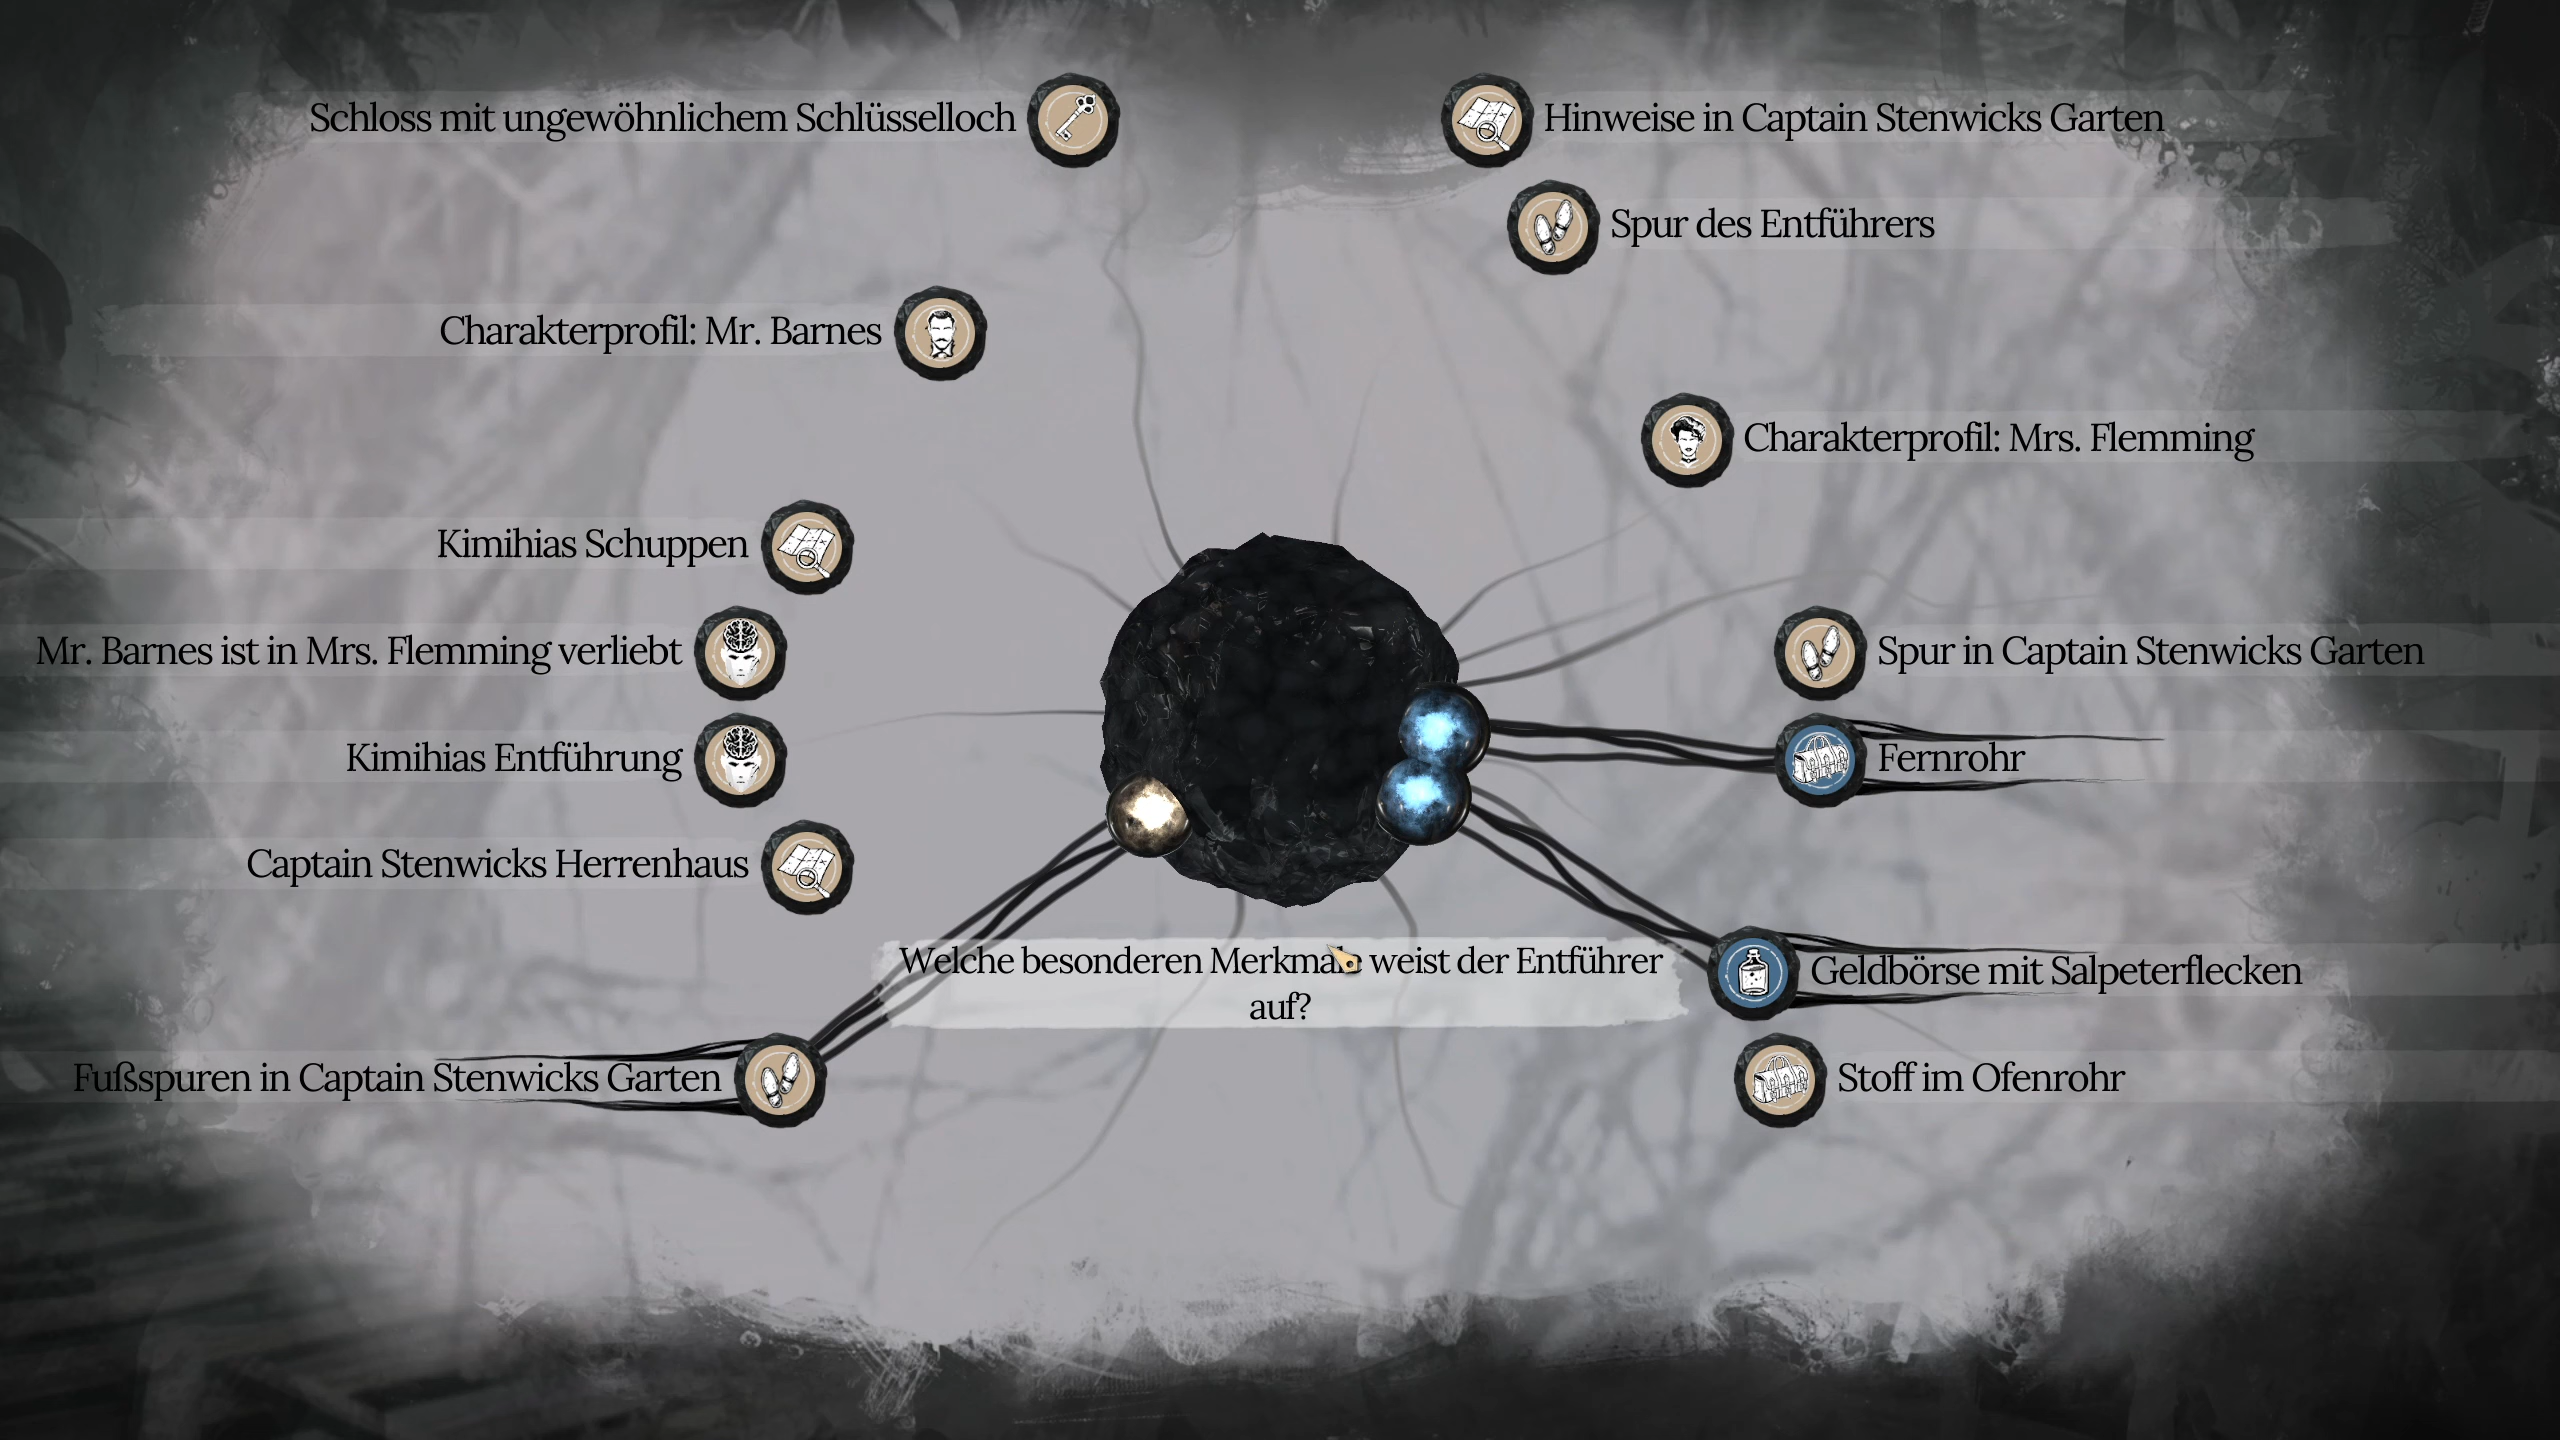 Schloss mit ungewöhnlichem Schlüsselloch
Hinweise in Captain Stenwicks Garten
Spur des Entführers
Charakterprofil: Mr. Barnes
Charakterprofil: Mrs. Flemming
Kimihias Schuppen
Mr. Barnes ist in Mrs. Flemming verliebt
Spur in Captain Stenwicks Garten
Kimihias Entführung
Fernrohr
Captain Stenwicks Herrenhaus
Welche besonderen Merkmale weist der Entführer
auf?
Geldbörse mit Salpeterflecken
Fußspuren in Captain Stenwicks Garten
Stoff im Ofenrohr